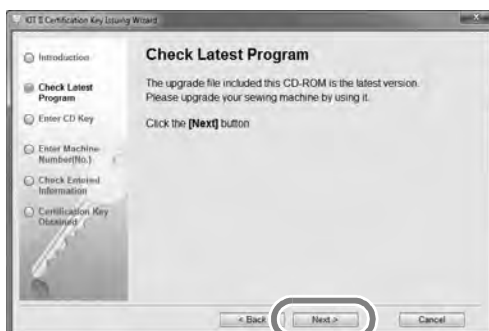 KIT II Certification Key Issuing Wizard
Introduction
Check Latest
Program
Enter CD Key
Enter Machine
Number(No.)
Check Entered
Information
Certification Key
Obtained
Check Latest Program
The upgrade file included this CD-ROM is the latest version.
Please upgrade your sewing machine by using it.
Click the [Next] button
< Back
Next >
Cancel